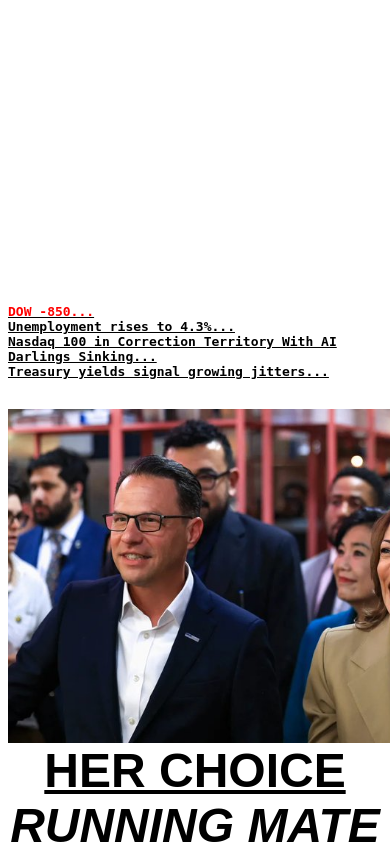 DOW -850...
Unemployment rises to 4.3%...
Nasdaq 100 in Correction Territory With AI
Darlings Sinking...
Treasury yields signal growing jitters...
HER CHOICE
RUNNING MATE